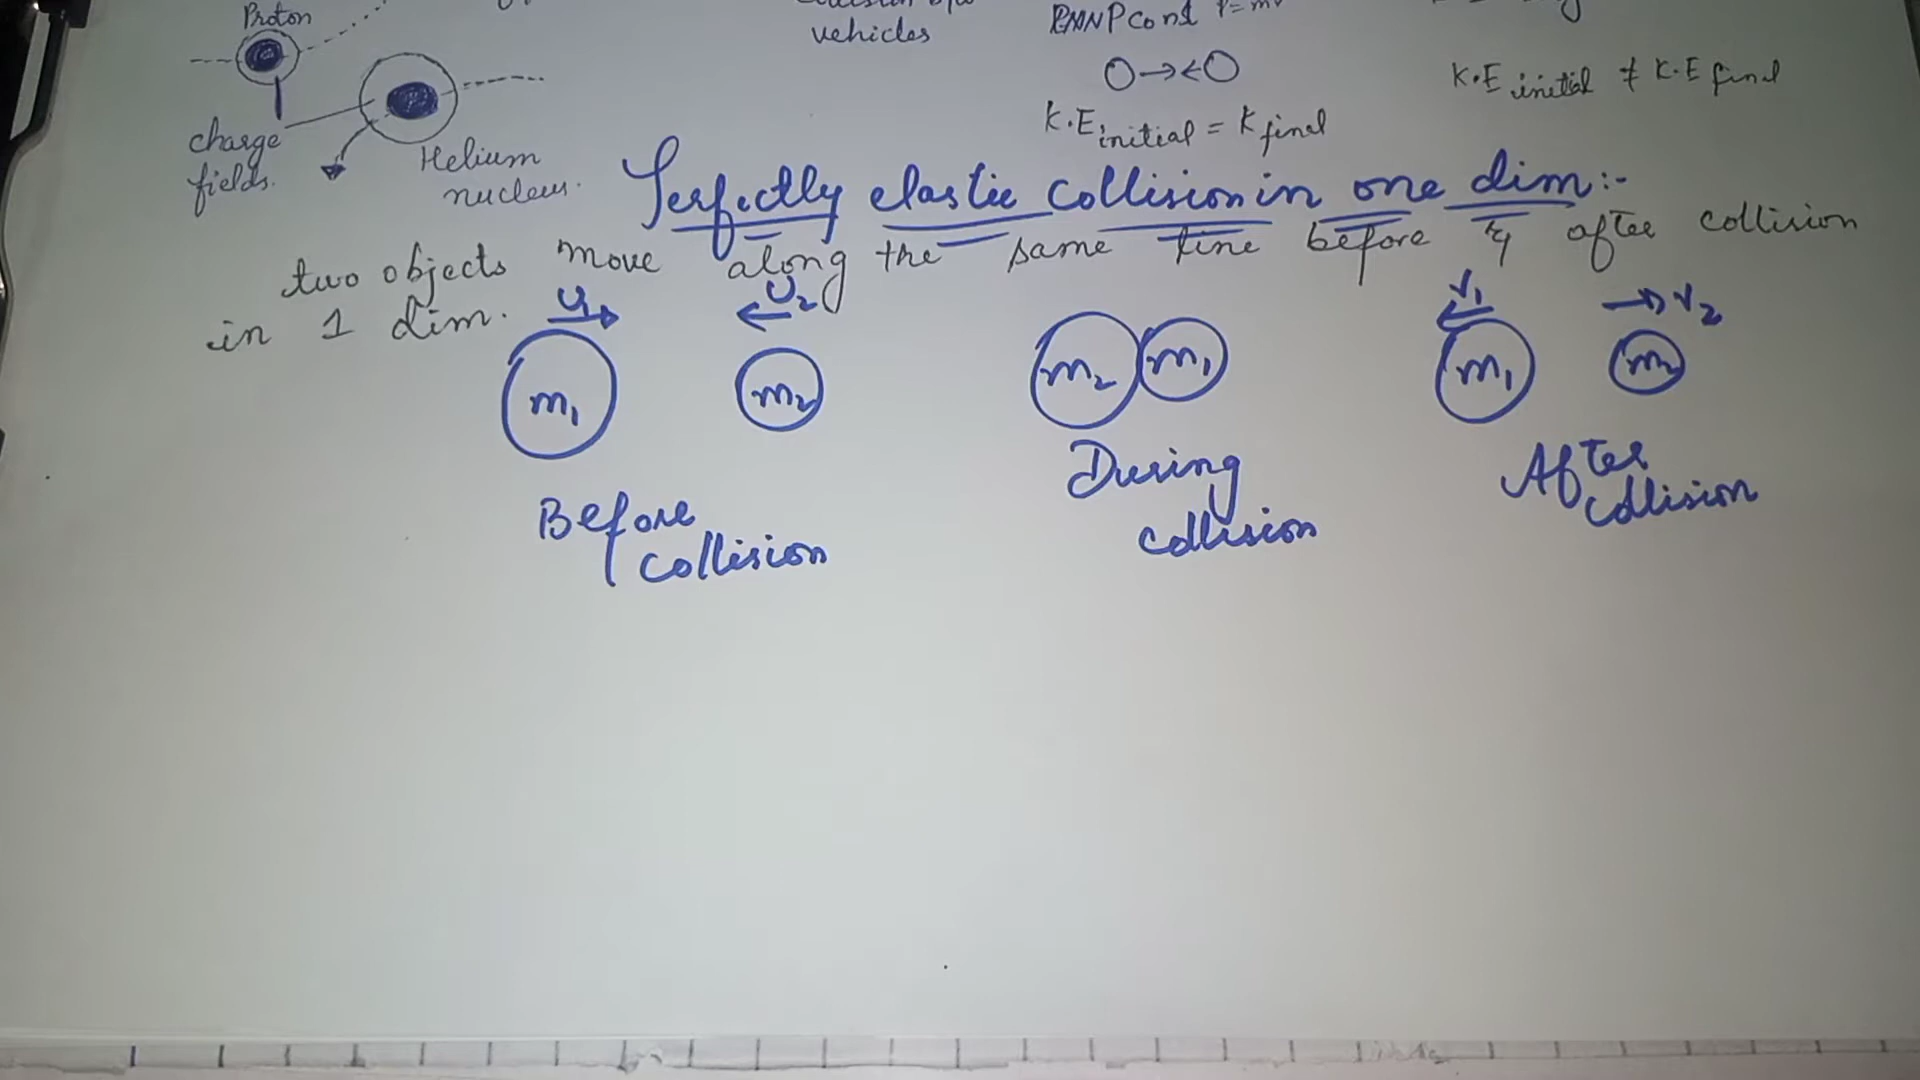 Proton
vehicles
P Const P=mv
K.E initial = K final
K.E initial ≠ K.E final
charge
fields.
Helium
nucleus.
Perfectly elastic Collision in one dim:-
two objects move along the same line before & after collision
in 1 dim.
U1 U2
m1 m2
m2 m1
V1 V2
m1 m2
Before
collision
During
collision
After
collision